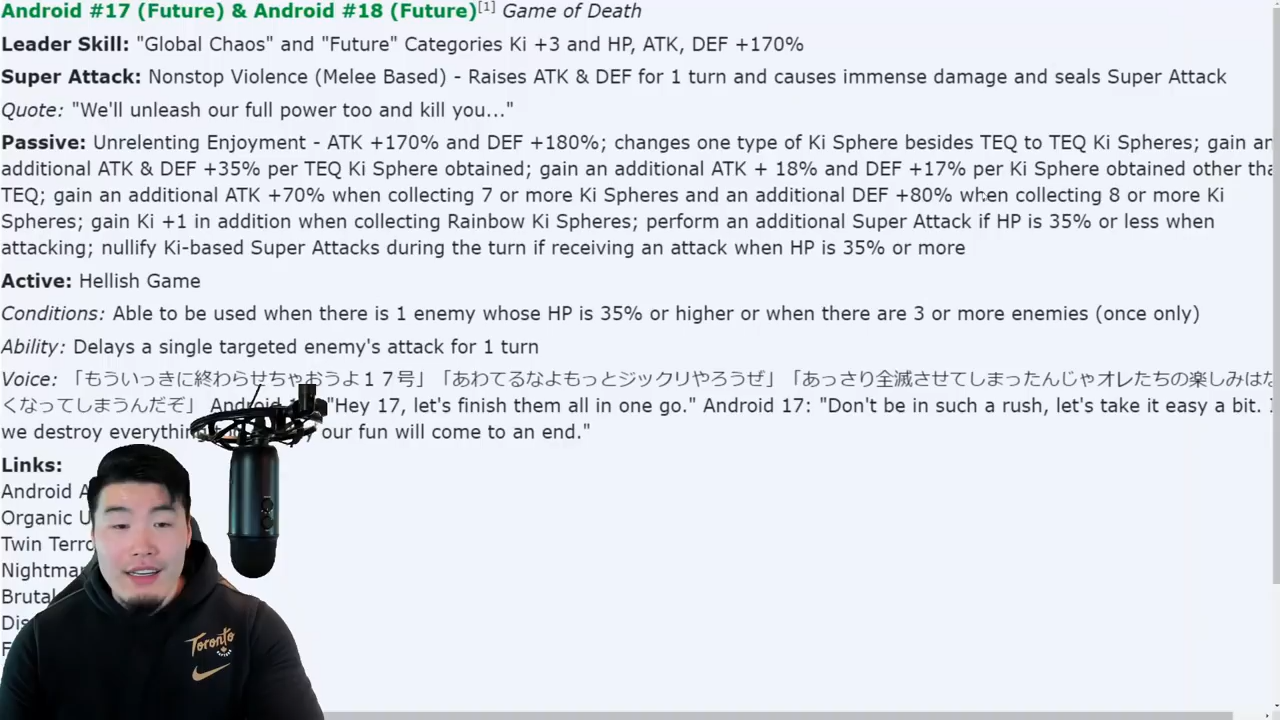 Android #17 (Future) & Android #18 (Future)[1] Game of Death
Leader Skill: "Global Chaos" and "Future" Categories Ki +3 and HP, ATK, DEF +170%
Super Attack: Nonstop Violence (Melee Based) - Raises ATK & DEF for 1 turn and causes immense damage and seals Super Attack
Quote: "We'll unleash our full power too and kill you..."
Passive: Unrelenting Enjoyment - ATK +170% and DEF +180%; changes one type of Ki Sphere besides TEQ to TEQ Ki Spheres; gain an
additional ATK & DEF +35% per TEQ Ki Sphere obtained; gain an additional ATK + 18% and DEF +17% per Ki Sphere obtained other tha
TEQ; gain an additional ATK +70% when collecting 7 or more Ki Spheres and an additional DEF +80% when collecting 8 or more Ki
Spheres; gain Ki +1 in addition when collecting Rainbow Ki Spheres; perform an additional Super Attack if HP is 35% or less when
attacking; nullify Ki-based Super Attacks during the turn if receiving an attack when HP is 35% or more
Active: Hellish Game
Conditions: Able to be used when there is 1 enemy whose HP is 35% or higher or when there are 3 or more enemies (once only)
Ability: Delays a single targeted enemy's attack for 1 turn
Voice: 「もういっきに終わらせちゃおうよ１７号」「あわてるなよもっとジックリやろうぜ」「あっさり全滅させてしまったんじゃオレたちの楽しみはな
くなってしまうんだぞ」 Android "Hey 17, let's finish them all in one go." Android 17: "Don't be in such a rush, let's take it easy a bit.
we destroy everything our fun will come to an end."
Links:
Android A
Organic U
Twin Terro
Nightmar
Brutal
Dis
F
Toronto